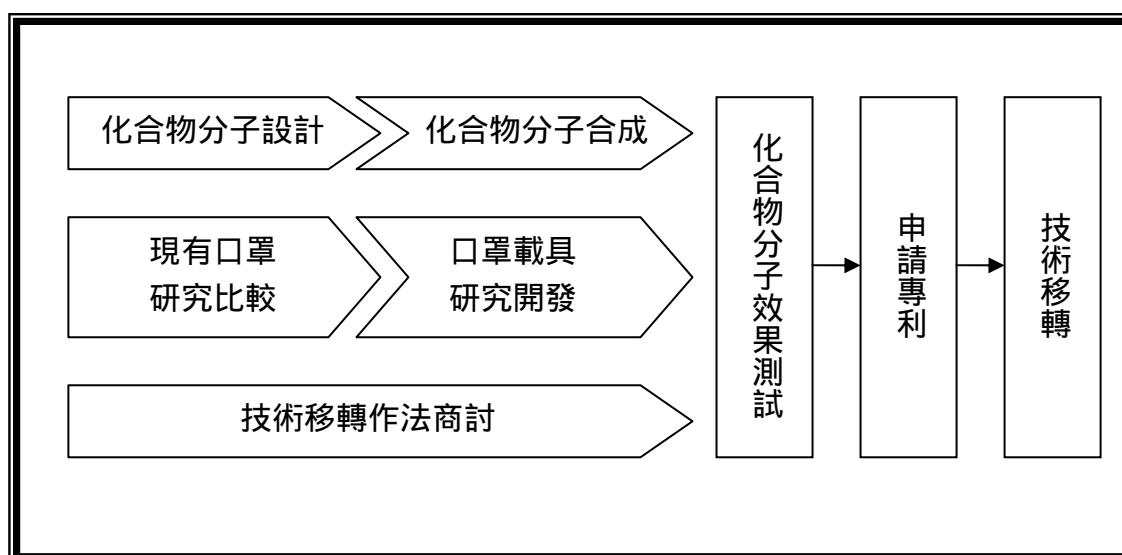 化合物分子設計
化合物分子合成
現有口罩
研究比較
口罩載具
研究開發
技術移轉作法商討
化合物分子效果測試
申請專利
技術移轉